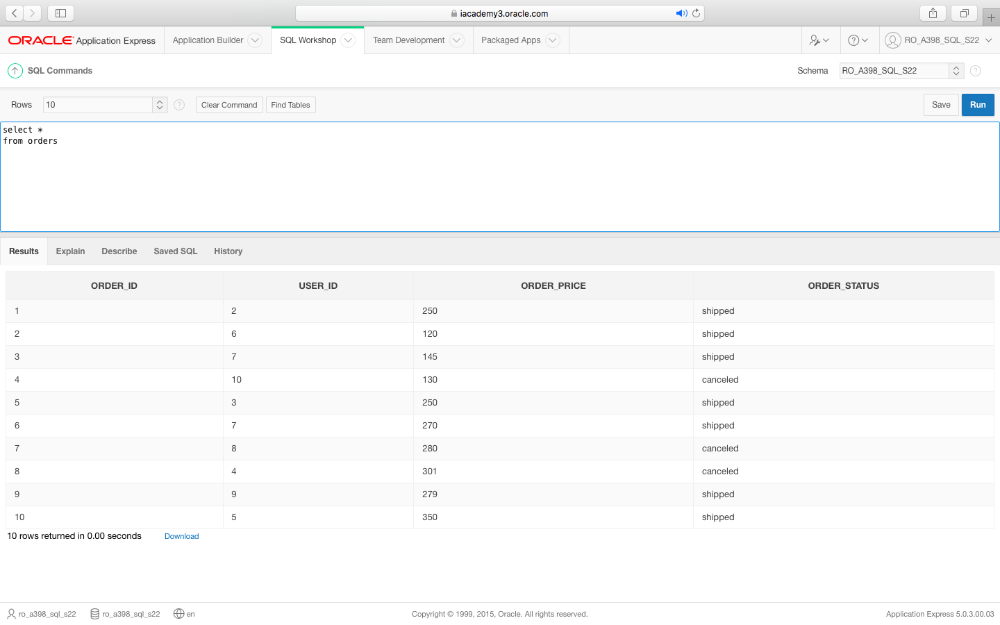 iacademy3.oracle.com
ORACLE Application Express Application Builder SQL Workshop Team Development Packaged Apps RO_A398_SQL_S22
SQL Commands Schema RO_A398_SQL_S22 ?
Rows 10 ? Clear Command Find Tables Save Run
select *
from orders
Results Explain Describe Saved SQL History
ORDER_ID USER_ID ORDER_PRICE ORDER_STATUS
1 2 250 shipped
2 6 120 shipped
3 7 145 shipped
4 10 130 canceled
5 3 250 shipped
6 7 270 shipped
7 8 280 canceled
8 4 301 canceled
9 9 279 shipped
10 5 350 shipped
10 rows returned in 0.00 seconds Download
ro_a398_sql_s22 ro_a398_sql_s22 en Copyright © 1999, 2015, Oracle. All rights reserved. Application Express 5.0.3.00.03